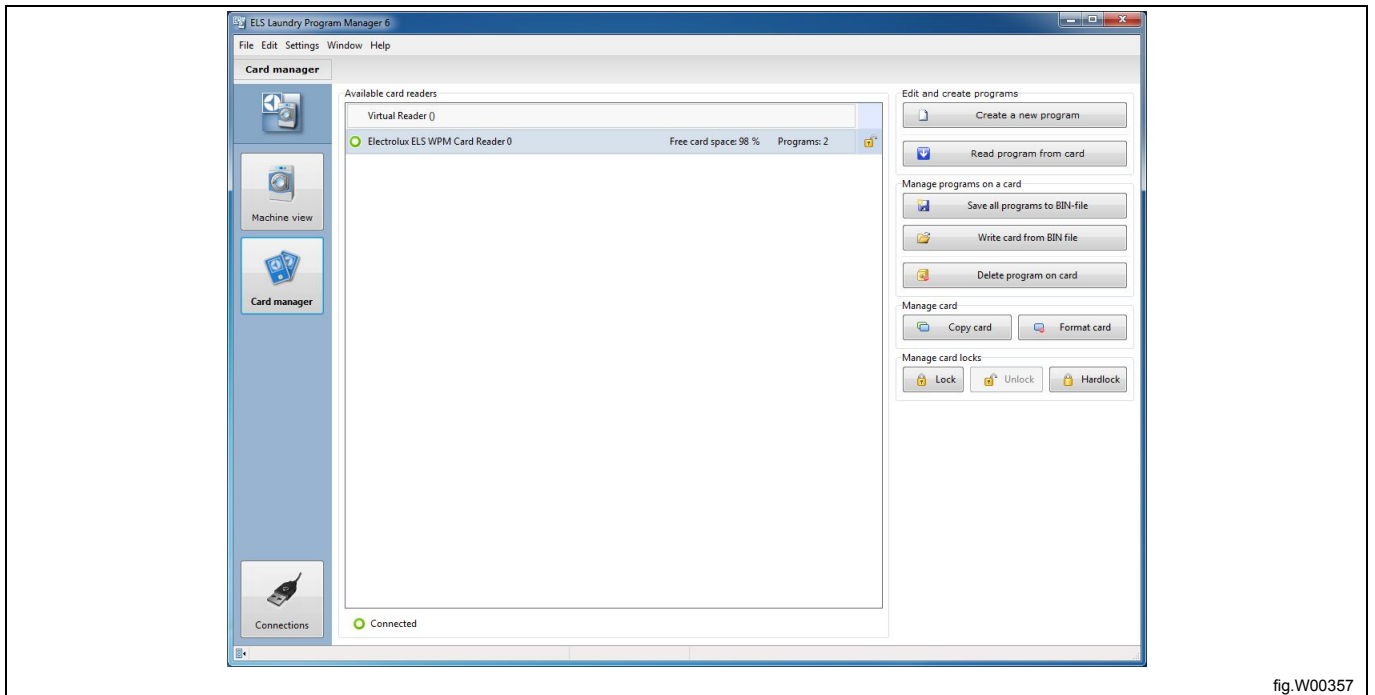 ELS Laundry Program Manager 6
File Edit Settings Window Help
Card manager
Available card readers
Virtual Reader ()
Electrolux ELS WPM Card Reader 0 Free card space: 98 % Programs: 2
Machine view
Card manager
Connections
Connected
Edit and create programs
Create a new program
Read program from card
Manage programs on a card
Save all programs to BIN-file
Write card from BIN file
Delete program on card
Manage card
Copy card Format card
Manage card locks
Lock Unlock Hardlock
fig.W00357